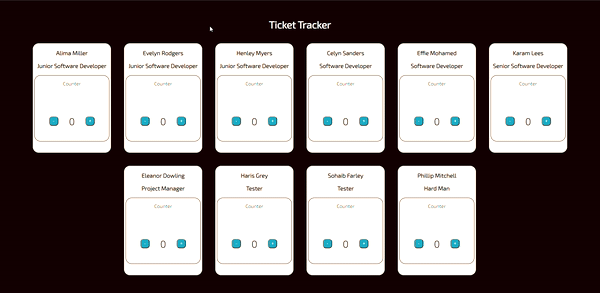 Ticket Tracker
Alima Miller
Junior Software Developer
Counter
- 0 +
Evelyn Rodgers
Junior Software Developer
Counter
- 0 +
Henley Myers
Junior Software Developer
Counter
- 0 +
Celyn Sanders
Software Developer
Counter
- 0 +
Effie Mohamed
Software Developer
Counter
- 0 +
Karam Lees
Senior Software Developer
Counter
- 0 +
Eleanor Dowling
Project Manager
Counter
- 0 +
Haris Grey
Tester
Counter
- 0 +
Sohaib Farley
Tester
Counter
- 0 +
Phillip Mitchell
Hard Man
Counter
- 0 +